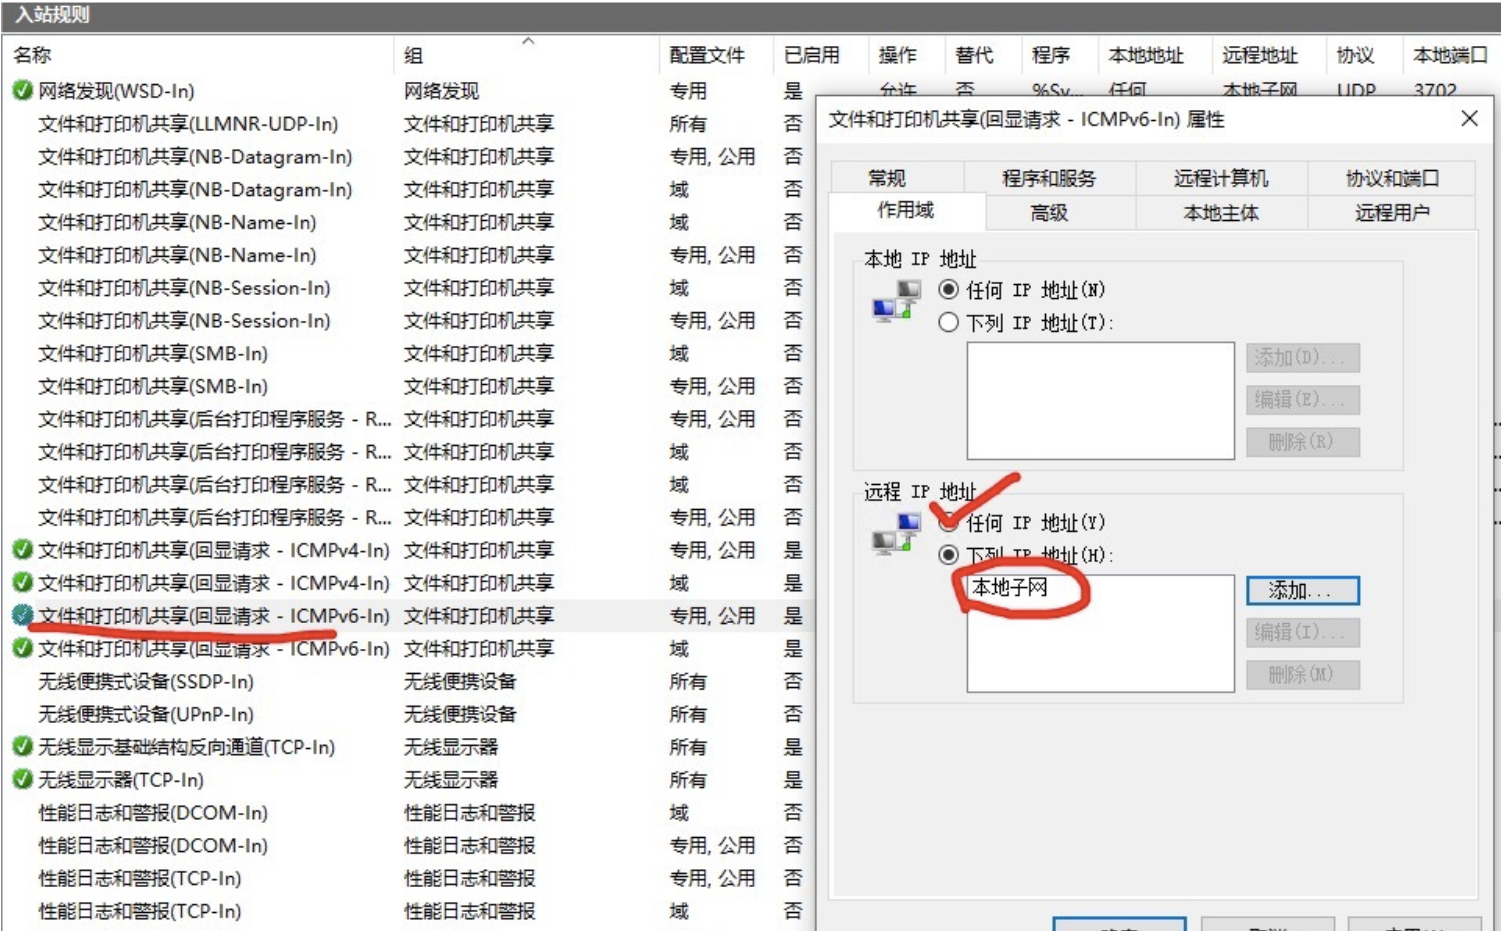 入站规则
名称 组 配置文件 已启用 操作 替代 程序 本地地址 远程地址 协议 本地端口
网络发现(WSD-In) 网络发现 专用 是 允许 否 %Sy... 任何 本地子网 UDP 3702
文件和打印机共享(LLMNR-UDP-In) 文件和打印机共享 所有 否
文件和打印机共享(NB-Datagram-In) 文件和打印机共享 专用, 公用 否
文件和打印机共享(NB-Datagram-In) 文件和打印机共享 域 否
文件和打印机共享(NB-Name-In) 文件和打印机共享 域 否
文件和打印机共享(NB-Name-In) 文件和打印机共享 专用, 公用 否
文件和打印机共享(NB-Session-In) 文件和打印机共享 域 否
文件和打印机共享(NB-Session-In) 文件和打印机共享 专用, 公用 否
文件和打印机共享(SMB-In) 文件和打印机共享 域 否
文件和打印机共享(SMB-In) 文件和打印机共享 专用, 公用 否
文件和打印机共享(后台打印程序服务 - R... 文件和打印机共享 专用, 公用 否
文件和打印机共享(后台打印程序服务 - R... 文件和打印机共享 域 否
文件和打印机共享(后台打印程序服务 - R... 文件和打印机共享 域 否
文件和打印机共享(后台打印程序服务 - R... 文件和打印机共享 专用, 公用 否
文件和打印机共享(回显请求 - ICMPv4-In) 文件和打印机共享 专用, 公用 是
文件和打印机共享(回显请求 - ICMPv4-In) 文件和打印机共享 域 是
文件和打印机共享(回显请求 - ICMPv6-In) 文件和打印机共享 专用, 公用 是
文件和打印机共享(回显请求 - ICMPv6-In) 文件和打印机共享 域 是
无线便携式设备(SSDP-In) 无线便携设备 所有 否
无线便携式设备(UPnP-In) 无线便携设备 所有 否
无线显示基础结构反向通道(TCP-In) 无线显示器 所有 是
无线显示器(TCP-In) 无线显示器 所有 是
性能日志和警报(DCOM-In) 性能日志和警报 域 否
性能日志和警报(DCOM-In) 性能日志和警报 专用, 公用 否
性能日志和警报(TCP-In) 性能日志和警报 专用, 公用 否
性能日志和警报(TCP-In) 性能日志和警报 域 否
文件和打印机共享(回显请求 - ICMPv6-In) 属性
常规 程序和服务 远程计算机 协议和端口
作用域 高级 本地主体 远程用户
本地 IP 地址
任何 IP 地址(N)
下列 IP 地址(T):
添加(D)...
编辑(E)...
删除(R)
远程 IP 地址
任何 IP 地址(Y)
下列 IP 地址(H):
本地子网
添加...
编辑(I)...
删除(M)